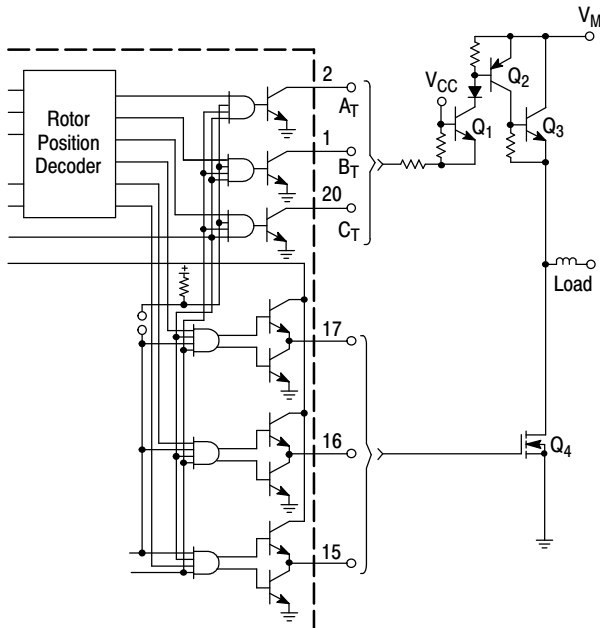 V_M
2
A_T
V_CC
Q_2
Q_1
Q_3
Rotor
Position
Decoder
1
B_T
20
C_T
+
Load
17
16
Q_4
15